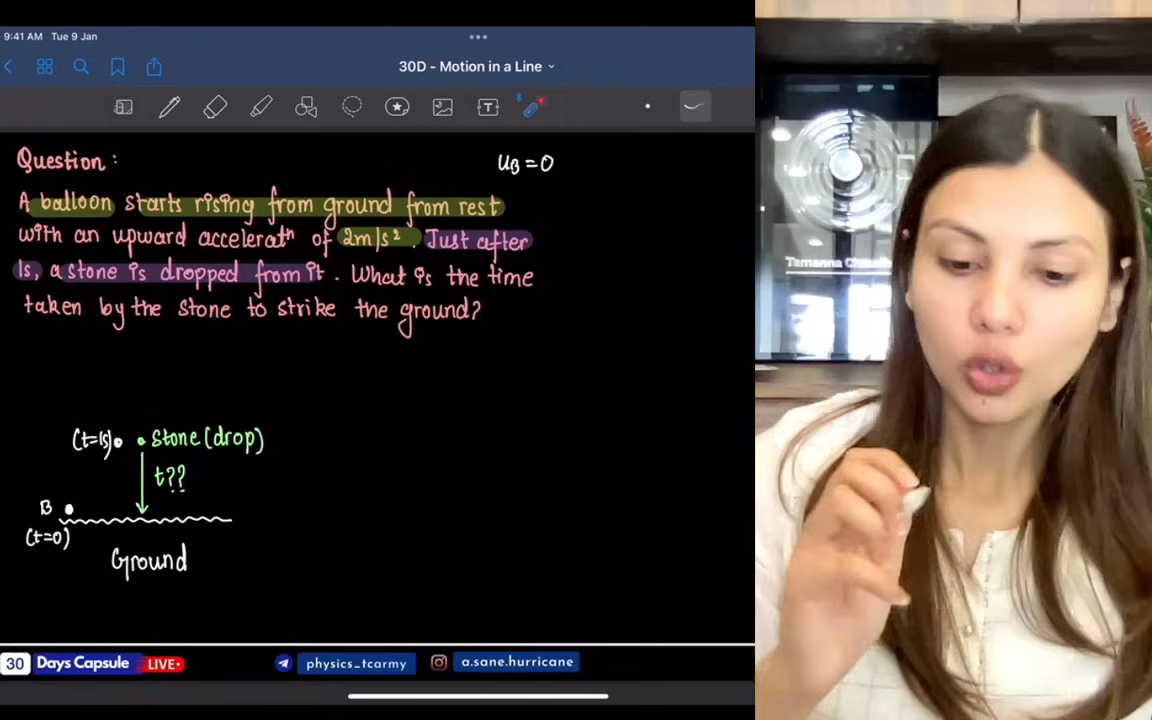 9:41 AM Tue 9 Jan
30D - Motion in a Line
Question:
U_B = 0
A balloon starts rising from ground from rest
with an upward acceleratⁿ of 2m/s². Just after
1s, a stone is dropped from it. What is the time
taken by the stone to strike the ground?
(t=1s) Stone (drop)
t??
B
(t=0)
Ground
Tamanna Chaudh
30 Days Capsule LIVE
physics_tcarmy
a.sane.hurricane